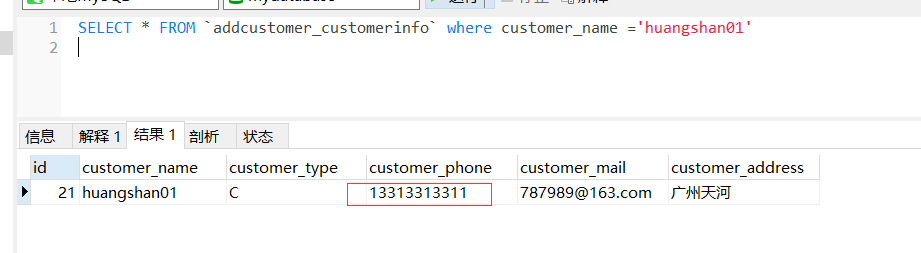 1 SELECT * FROM `addcustomer_customerinfo` where customer_name ='huangshan01'
2
信息 解释 1 结果 1 剖析 状态
id customer_name customer_type customer_phone customer_mail customer_address
21 huangshan01 C 13313313311 787989@163.com 广州天河